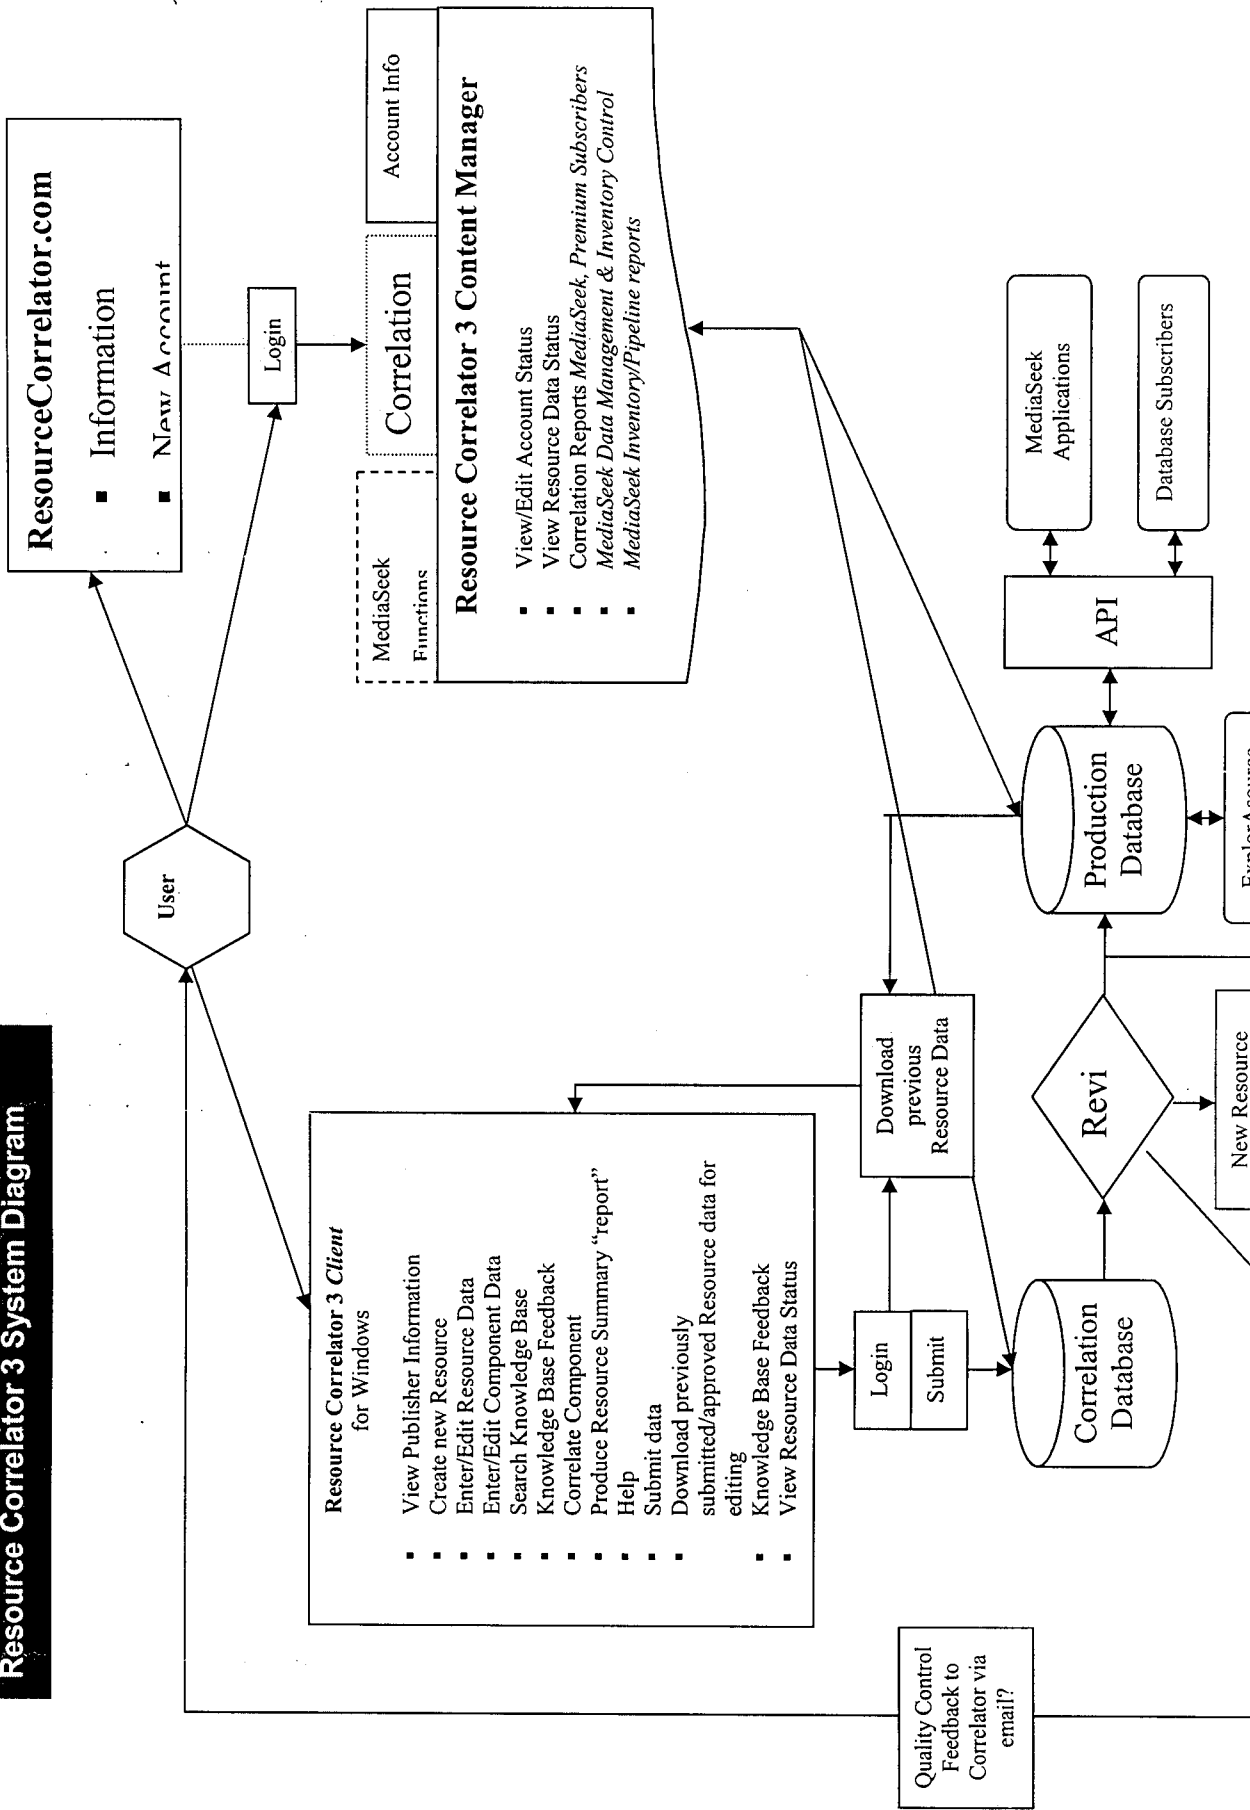 Resource Correlator 3 System Diagram
User
ResourceCorrelator.com
▪ Information
▪ New Account
Login
MediaSeek
Functions
Correlation
Account Info
Resource Correlator 3 Content Manager
▪ View/Edit Account Status
▪ View Resource Data Status
▪ Correlation Reports MediaSeek, Premium Subscribers
▪ MediaSeek Data Management & Inventory Control
▪ MediaSeek Inventory/Pipeline reports
Resource Correlator 3 Client
for Windows
▪ View Publisher Information
▪ Create new Resource
▪ Enter/Edit Resource Data
▪ Enter/Edit Component Data
▪ Search Knowledge Base
▪ Knowledge Base Feedback
▪ Correlate Component
▪ Produce Resource Summary “report”
▪ Help
▪ Submit data
▪ Download previously
submitted/approved Resource data for
editing
▪ Knowledge Base Feedback
▪ View Resource Data Status
Login
Submit
Download
previous
Resource Data
Quality Control
Feedback to
Correlator via
email?
Correlation
Database
Revi
Production
Database
API
MediaSeek
Applications
Database Subscribers
New Resource
ExplorAsource